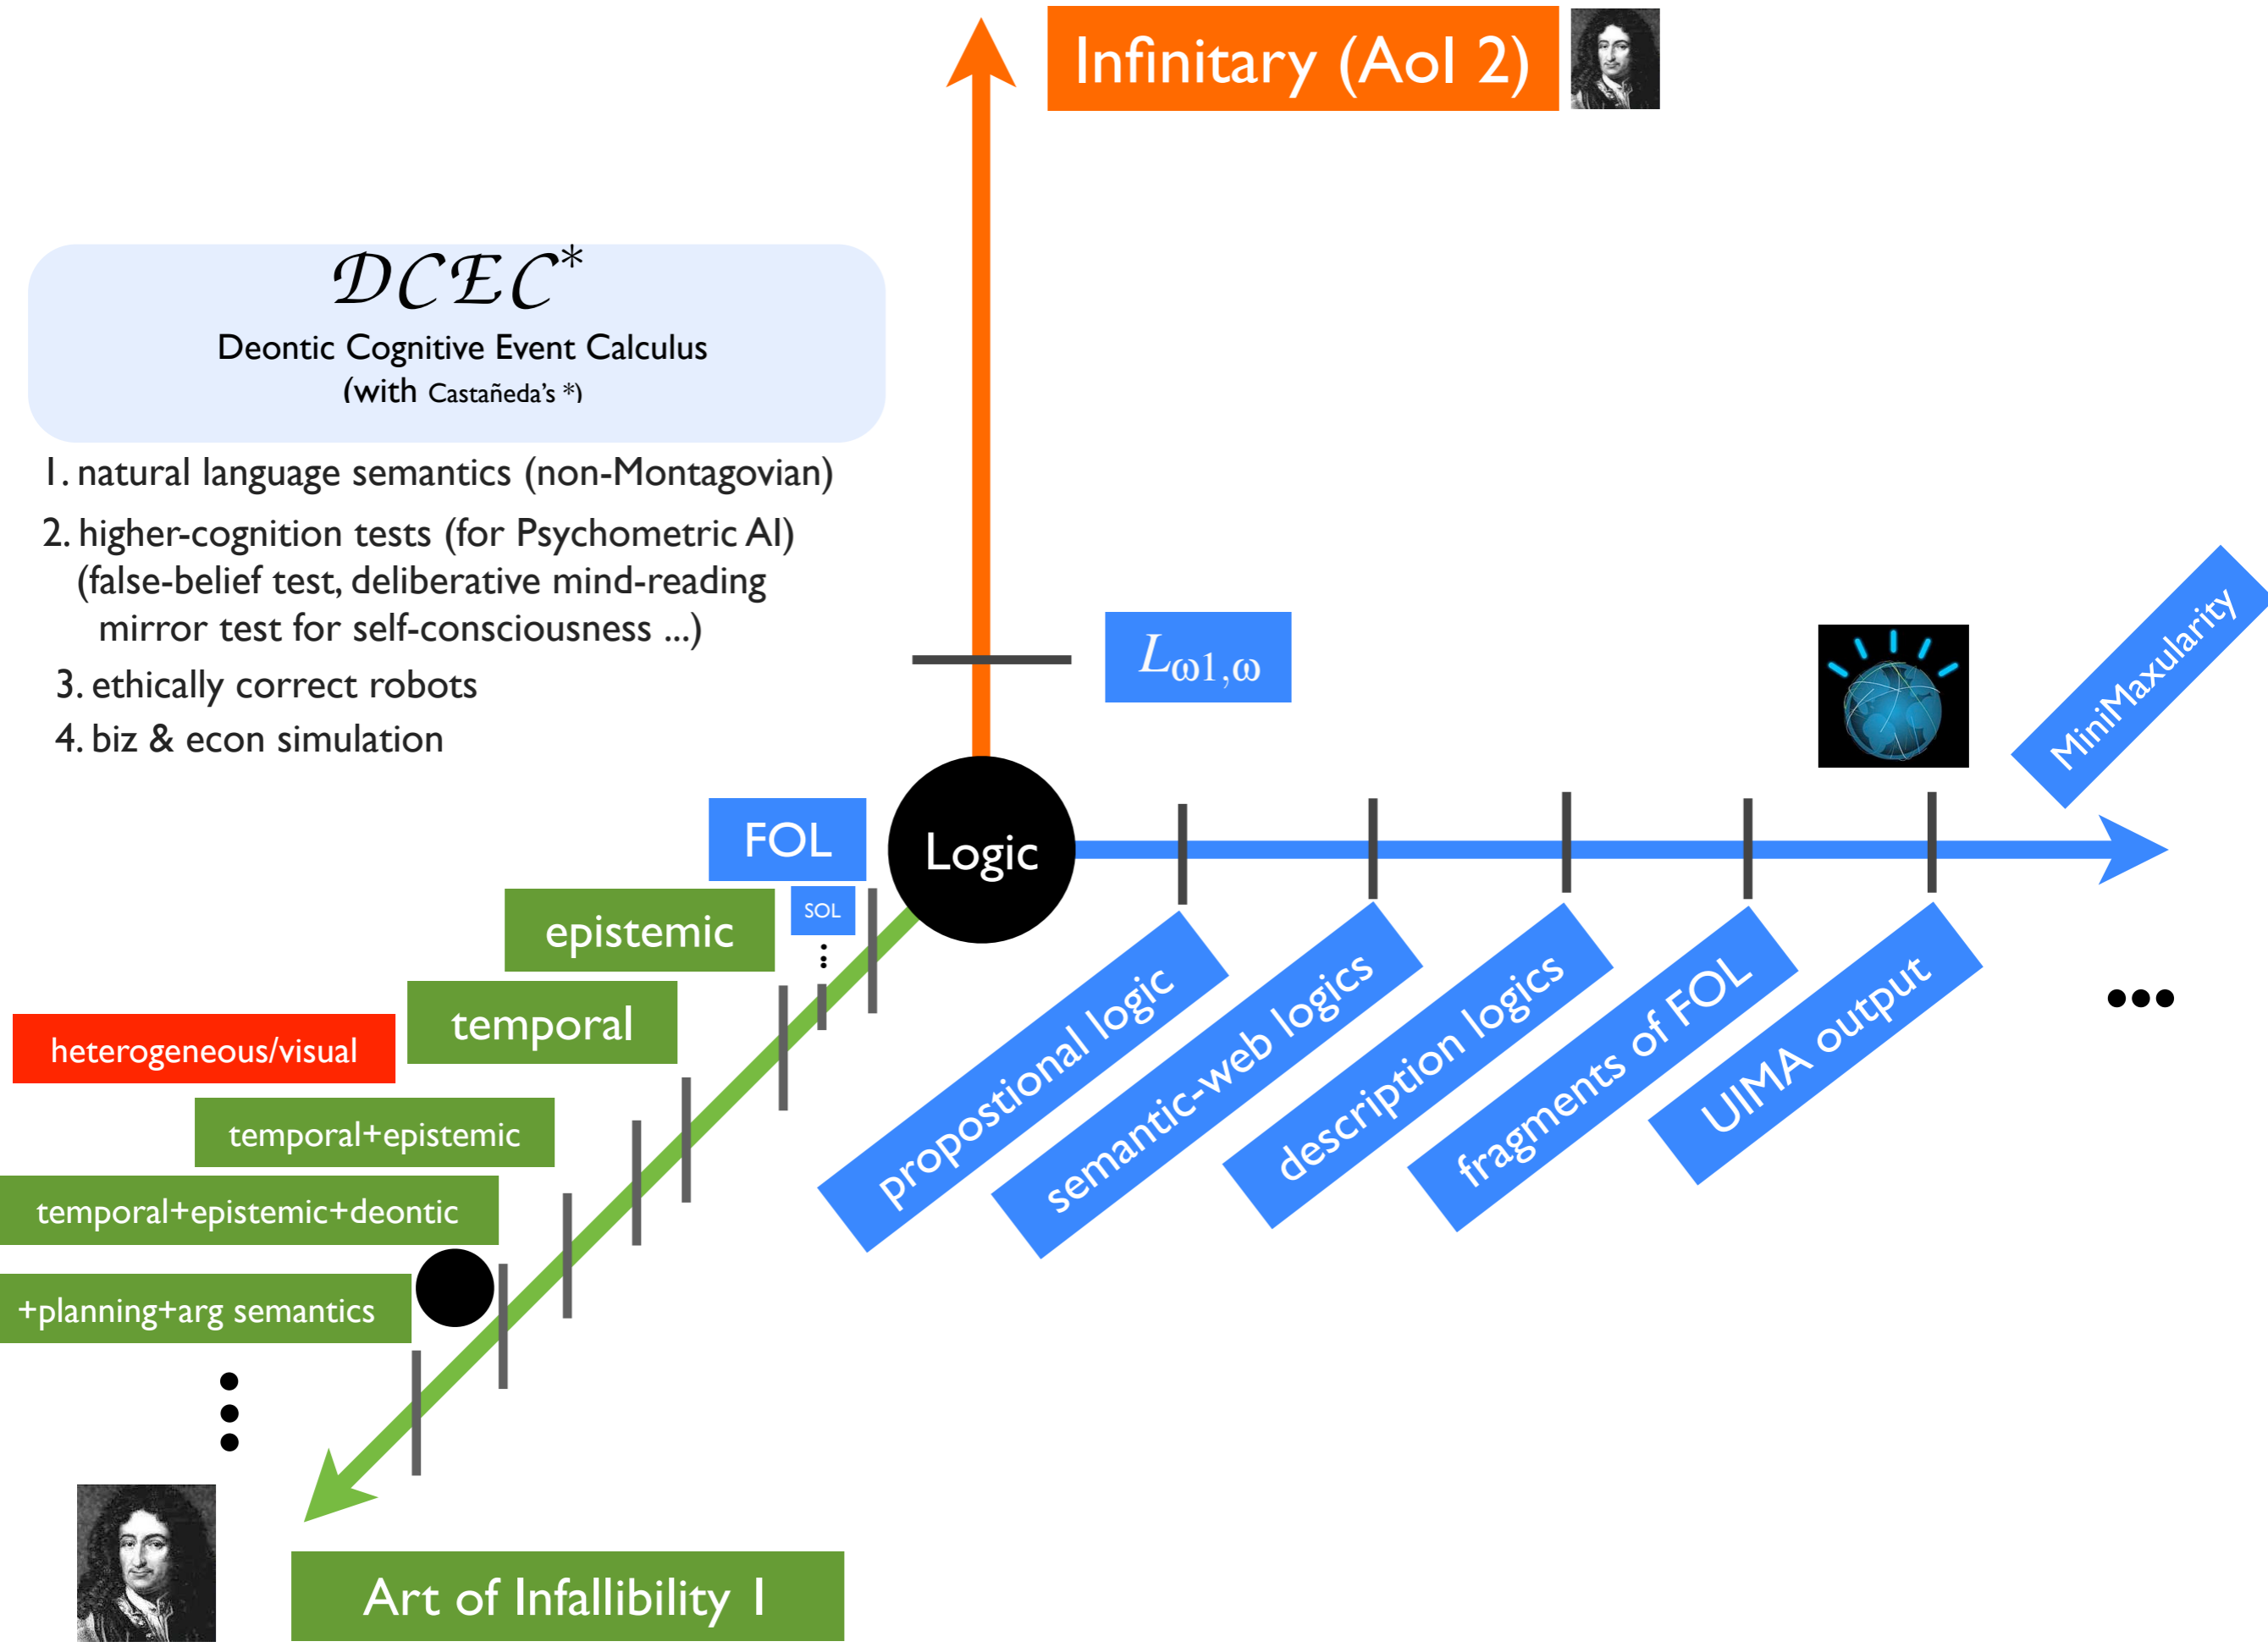 Infinitary (AoI 2)
𝒟𝒞ℰ𝒞*
Deontic Cognitive Event Calculus
(with Castañeda's *)
1. natural language semantics (non-Montagovian)
2. higher-cognition tests (for Psychometric AI)
(false-belief test, deliberative mind-reading
mirror test for self-consciousness ...)
3. ethically correct robots
4. biz & econ simulation
Lω1,ω
MiniMaxularity
FOL
Logic
SOL
⋮
epistemic
temporal
heterogeneous/visual
temporal+epistemic
temporal+epistemic+deontic
+planning+arg semantics
⋮
propostional logic
semantic-web logics
description logics
fragments of FOL
UIMA output
...
Art of Infallibility 1